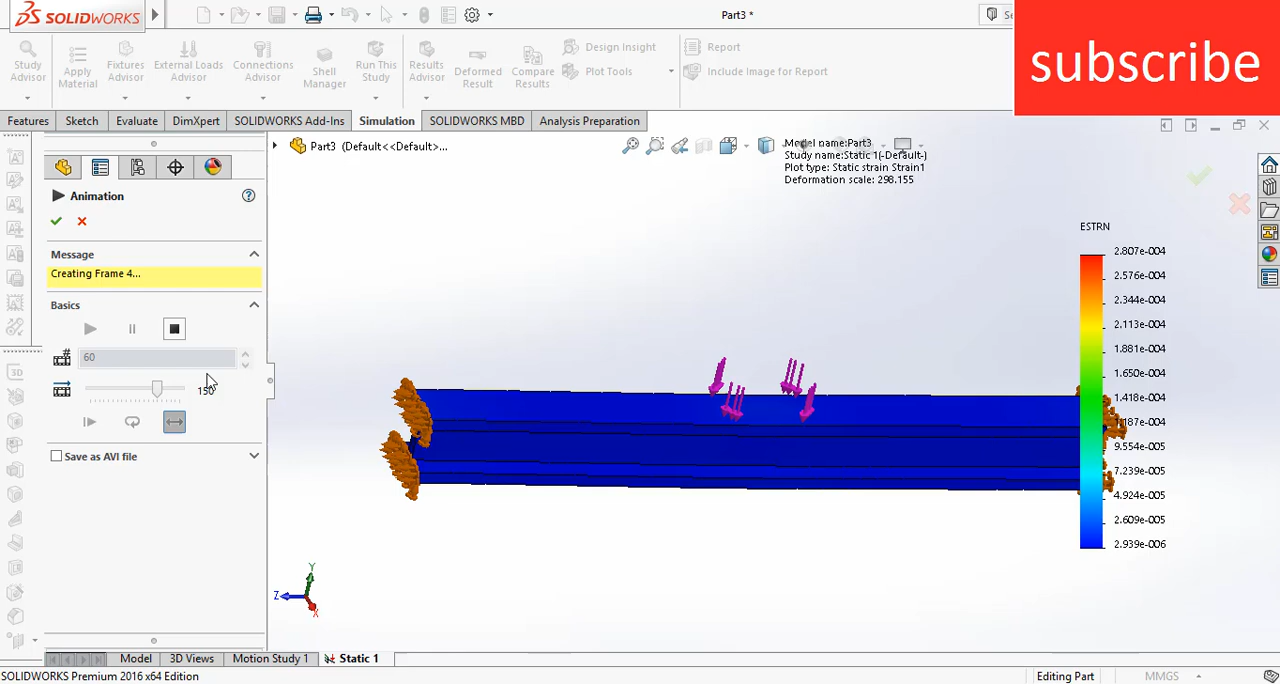 SOLIDWORKS
Part3 *
Se
subscribe
Study Advisor
Apply Material
Fixtures Advisor
External Loads Advisor
Connections Advisor
Shell Manager
Run This Study
Results Advisor
Deformed Result
Compare Results
Design Insight
Plot Tools
Report
Include Image for Report
Features
Sketch
Evaluate
DimXpert
SOLIDWORKS Add-Ins
Simulation
SOLIDWORKS MBD
Analysis Preparation
Part3 (Default<<Default>...
Model name:Part3
Study name:Static 1(-Default-)
Plot type: Static strain Strain1
Deformation scale: 298.155
Animation
Message
Creating Frame 4...
Basics
60
150
Save as AVI file
ESTRN
2.807e-004
2.576e-004
2.344e-004
2.113e-004
1.881e-004
1.650e-004
1.418e-004
1.187e-004
9.554e-005
7.239e-005
4.924e-005
2.609e-005
2.939e-006
Y
Z
X
Model
3D Views
Motion Study 1
Static 1
SOLIDWORKS Premium 2016 x64 Edition
Editing Part
MMGS